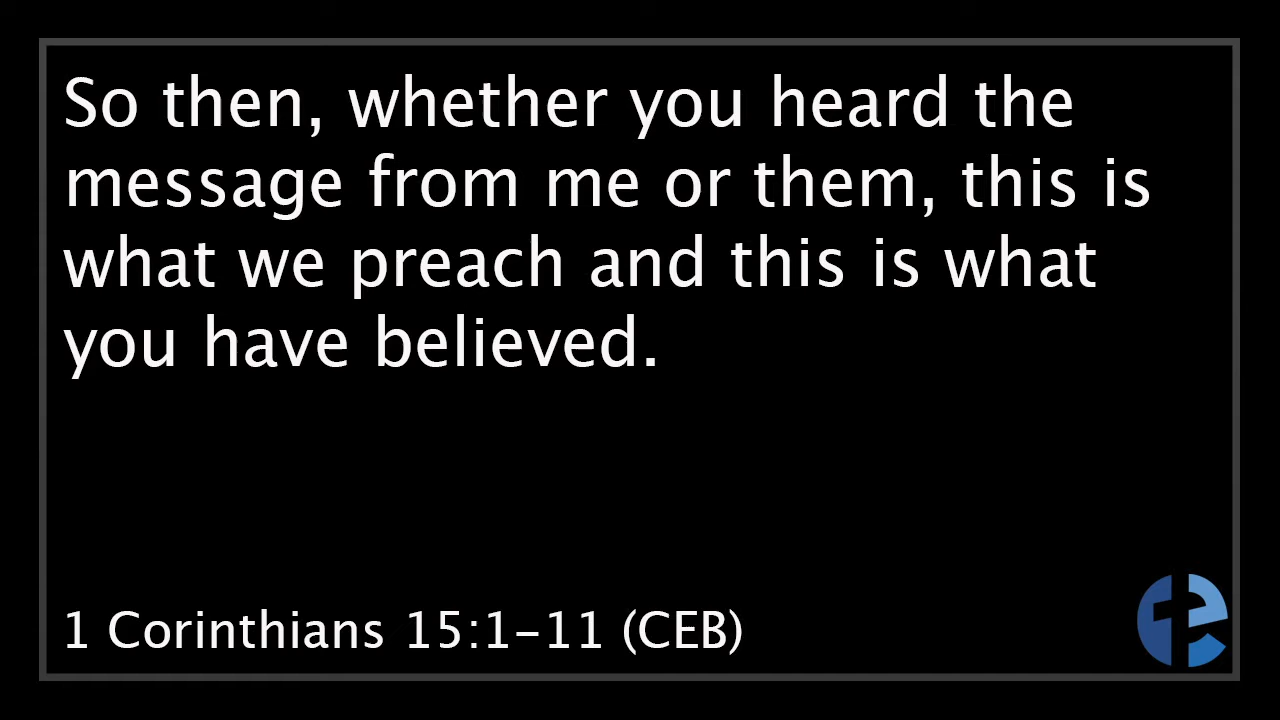 So then, whether you heard the
message from me or them, this is
what we preach and this is what
you have believed.
1 Corinthians 15:1-11 (CEB)